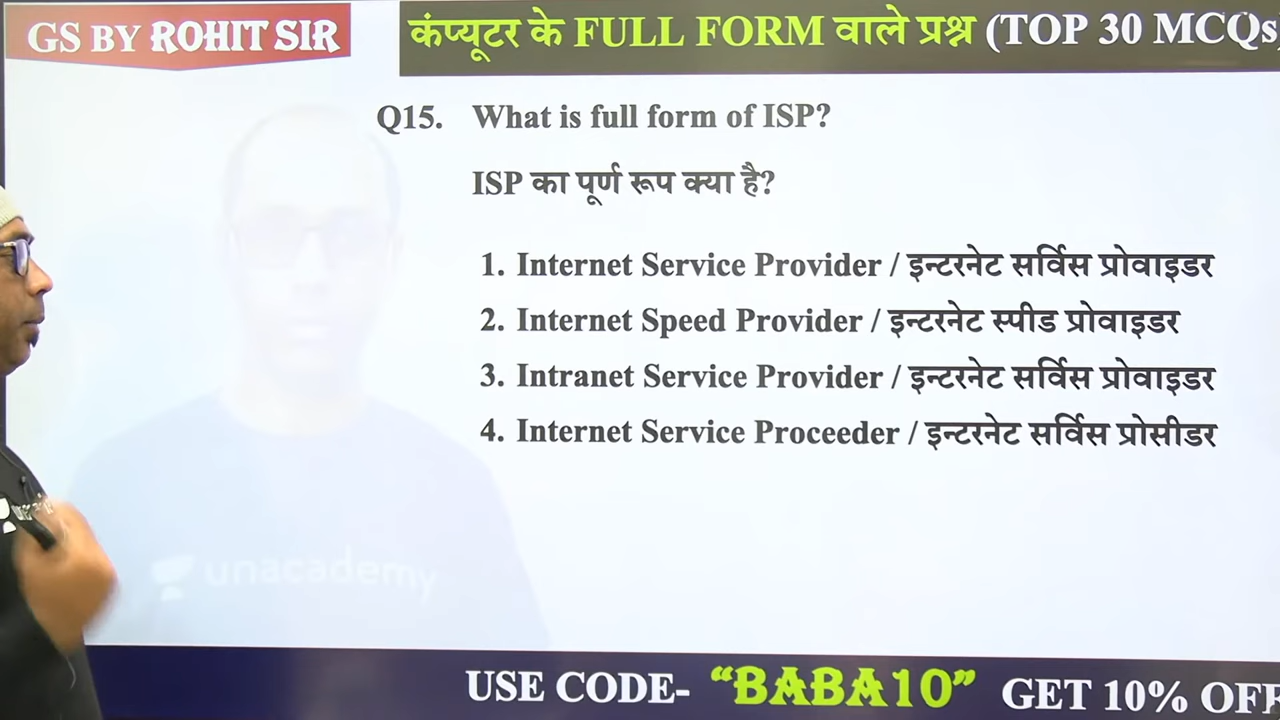 GS BY ROHIT SIR
कंप्यूटर के FULL FORM वाले प्रश्न (TOP 30 MCQs)
Q15. What is full form of ISP?
ISP का पूर्ण रूप क्या है?
1. Internet Service Provider / इन्टरनेट सर्विस प्रोवाइडर
2. Internet Speed Provider / इन्टरनेट स्पीड प्रोवाइडर
3. Intranet Service Provider / इन्टरनेट सर्विस प्रोवाइडर
4. Internet Service Proceeder / इन्टरनेट सर्विस प्रोसीडर
unacademy
USE CODE- "BABA10" GET 10% OFF